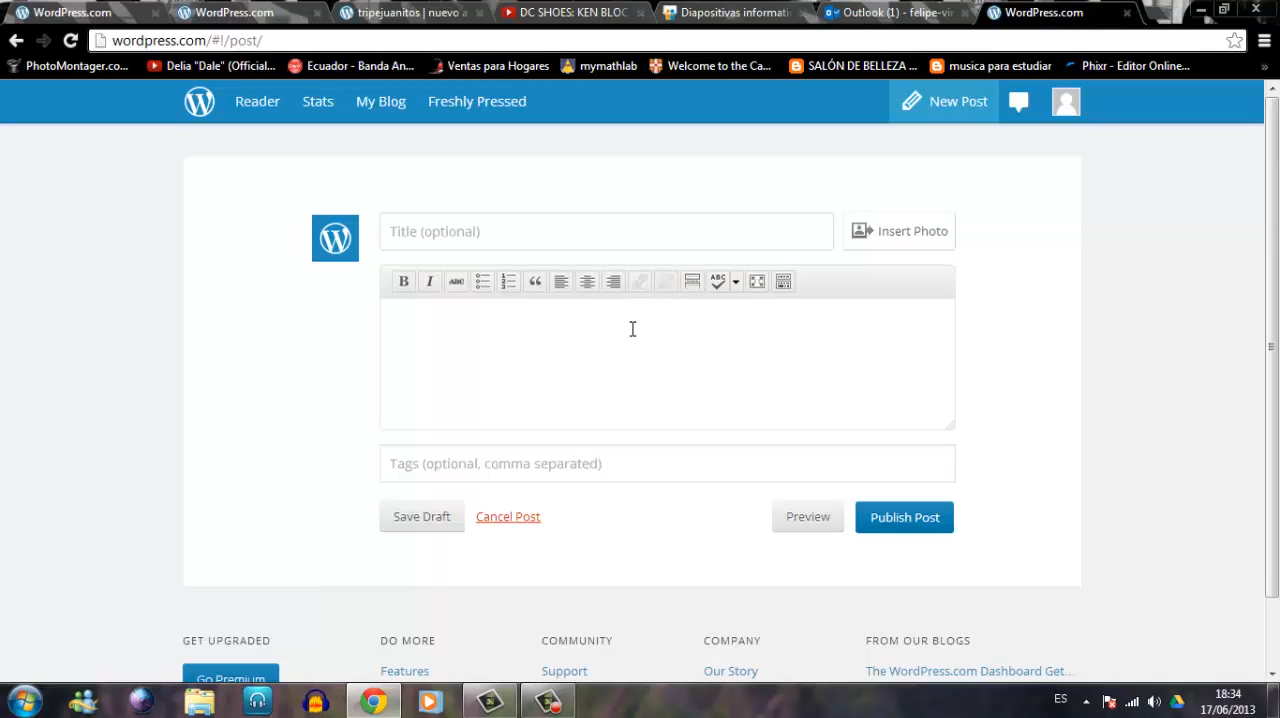 WordPress.com
WordPress.com
tripejuanitos | nuevo a
DC SHOES: KEN BLOC
Diapositivas informati
Outlook (1) - felipe-vi
WordPress.com
wordpress.com/#!/post/
PhotoMontager.co...
Delia "Dale" (Official...
Ecuador - Banda An...
Ventas para Hogares
mymathlab
Welcome to the Ca...
SALÓN DE BELLEZA ...
musica para estudiar
Phixr - Editor Online...
»
Reader
Stats
My Blog
Freshly Pressed
New Post
Title (optional)
Insert Photo
B
I
ABC
ABC
Tags (optional, comma separated)
Save Draft
Cancel Post
Preview
Publish Post
GET UPGRADED
DO MORE
COMMUNITY
COMPANY
FROM OUR BLOGS
Go Premium
Features
Support
Our Story
The WordPress.com Dashboard Get...
ES
18:34
17/06/2013